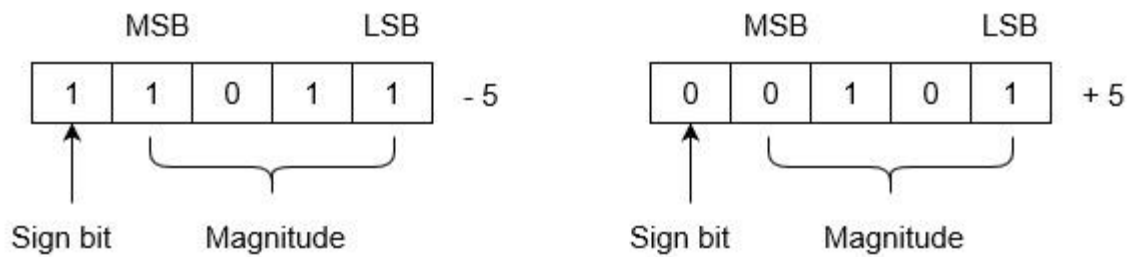 MSB LSB MSB LSB
1 1 0 1 1 - 5 0 0 1 0 1 + 5
Sign bit Magnitude Sign bit Magnitude